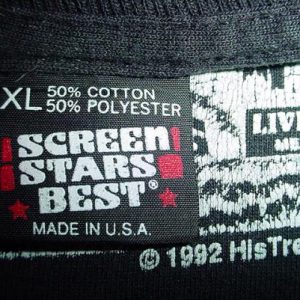 XL 50% COTTON
50% POLYESTER
SCREEN
STARS
BEST®
MADE IN U.S.A.
LIVE
© 1992 HisTre